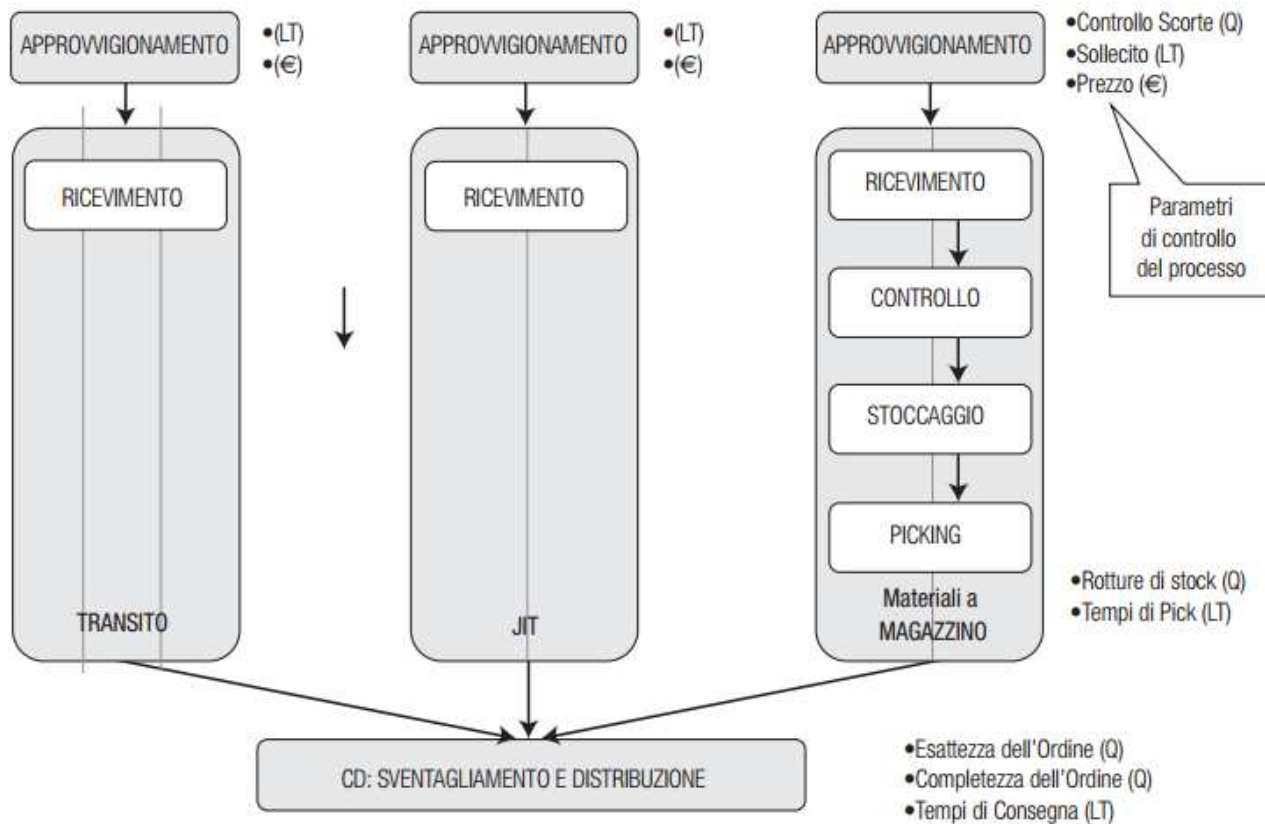 APPROVVIGIONAMENTO
•(LT)
•(€)
APPROVVIGIONAMENTO
•(LT)
•(€)
APPROVVIGIONAMENTO
•Controllo Scorte (Q)
•Sollecito (LT)
•Prezzo (€)
Parametri
di controllo
del processo
RICEVIMENTO
TRANSITO
RICEVIMENTO
JIT
RICEVIMENTO
CONTROLLO
STOCCAGGIO
PICKING
Materiali a
MAGAZZINO
•Rotture di stock (Q)
•Tempi di Pick (LT)
CD: SVENTAGLIAMENTO E DISTRIBUZIONE
•Esattezza dell'Ordine (Q)
•Completezza dell'Ordine (Q)
•Tempi di Consegna (LT)